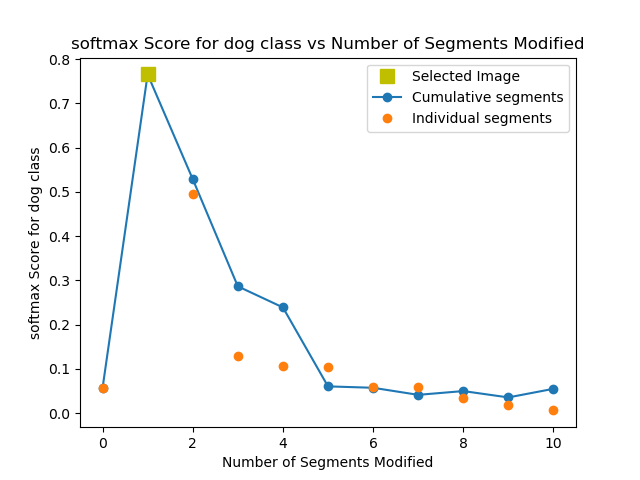 softmax Score for dog class vs Number of Segments Modified
Selected Image
Cumulative segments
Individual segments
softmax Score for dog class
0.8
0.7
0.6
0.5
0.4
0.3
0.2
0.1
0.0
0 2 4 6 8 10
Number of Segments Modified